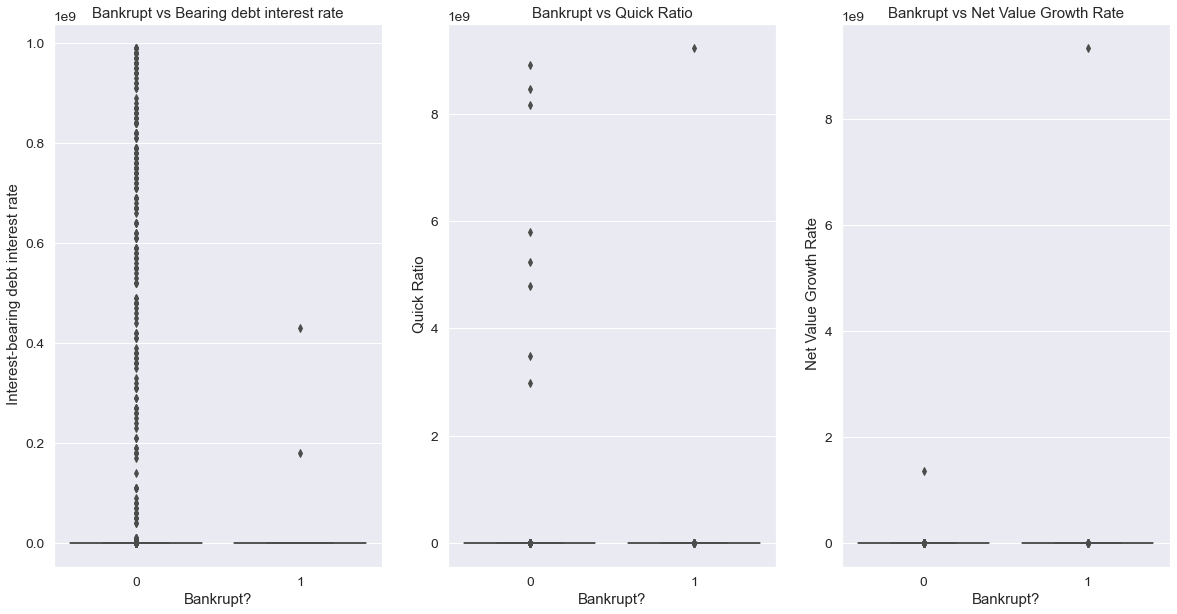 Bankrupt vs Bearing debt interest rate
1e9
1.0
0.8
0.6
0.4
0.2
0.0
Interest-bearing debt interest rate
0 1
Bankrupt?
Bankrupt vs Quick Ratio
1e9
8
6
4
2
0
Quick Ratio
0 1
Bankrupt?
Bankrupt vs Net Value Growth Rate
1e9
8
6
4
2
0
Net Value Growth Rate
0 1
Bankrupt?